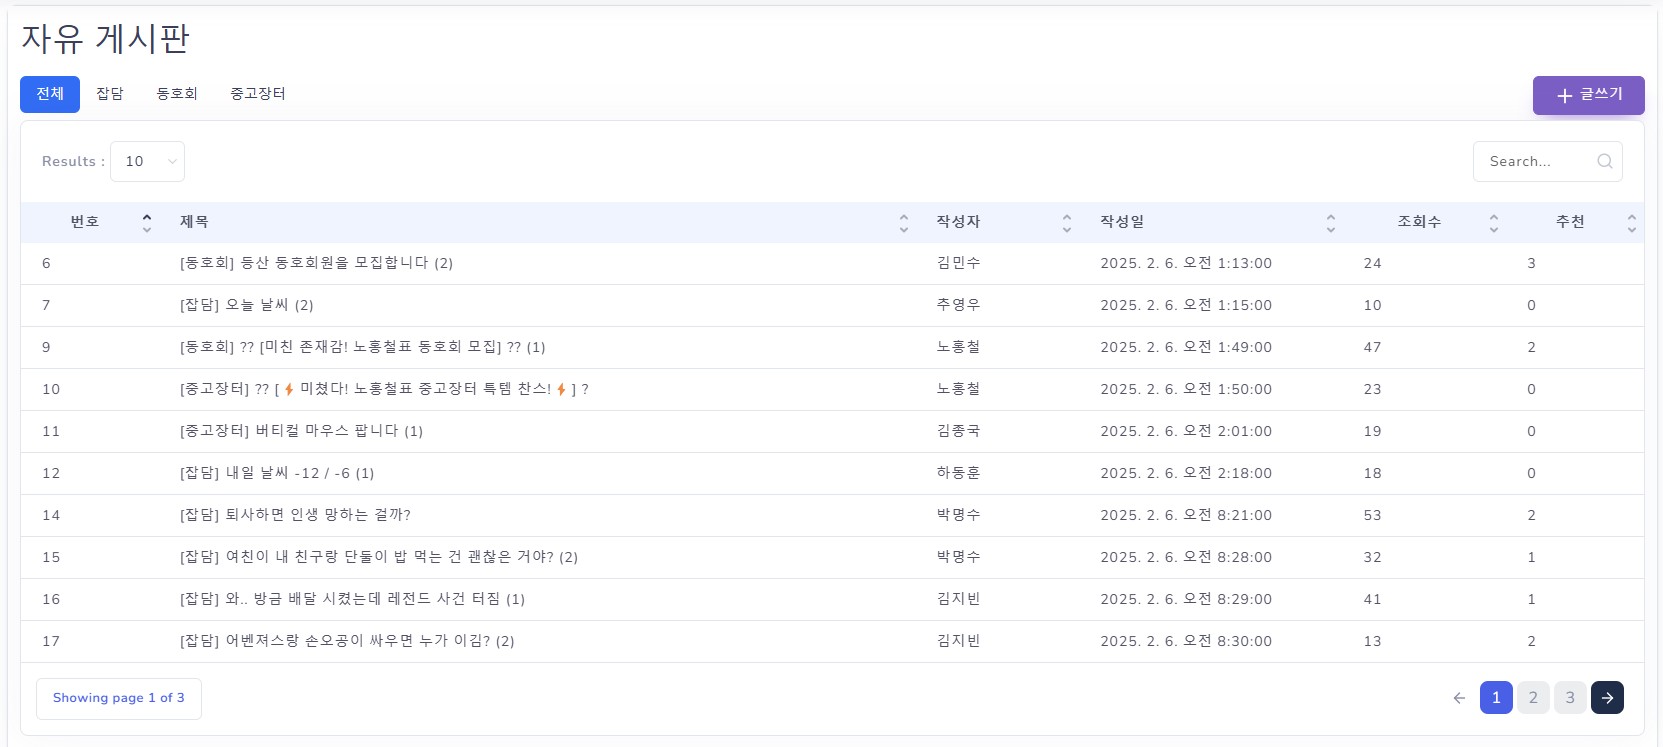 자유 게시판
전체 잡담 동호회 중고장터 + 글쓰기
Results : 10 Search...
번호 제목 작성자 작성일 조회수 추천
6 [동호회] 등산 동호회원을 모집합니다 (2) 김민수 2025. 2. 6. 오전 1:13:00 24 3
7 [잡담] 오늘 날씨 (2) 추영우 2025. 2. 6. 오전 1:15:00 10 0
9 [동호회] ?? [미친 존재감! 노홍철표 동호회 모집] ?? (1) 노홍철 2025. 2. 6. 오전 1:49:00 47 2
10 [중고장터] ?? [⚡미쳤다! 노홍철표 중고장터 특템 찬스!⚡] ? 노홍철 2025. 2. 6. 오전 1:50:00 23 0
11 [중고장터] 버티컬 마우스 팝니다 (1) 김종국 2025. 2. 6. 오전 2:01:00 19 0
12 [잡담] 내일 날씨 -12 / -6 (1) 하동훈 2025. 2. 6. 오전 2:18:00 18 0
14 [잡담] 퇴사하면 인생 망하는 걸까? 박명수 2025. 2. 6. 오전 8:21:00 53 2
15 [잡담] 여친이 내 친구랑 단둘이 밥 먹는 건 괜찮은 거야? (2) 박명수 2025. 2. 6. 오전 8:28:00 32 1
16 [잡담] 와.. 방금 배달 시켰는데 레전드 사건 터짐 (1) 김지빈 2025. 2. 6. 오전 8:29:00 41 1
17 [잡담] 어벤져스랑 손오공이 싸우면 누가 이김? (2) 김지빈 2025. 2. 6. 오전 8:30:00 13 2
Showing page 1 of 3 ← 1 2 3 →